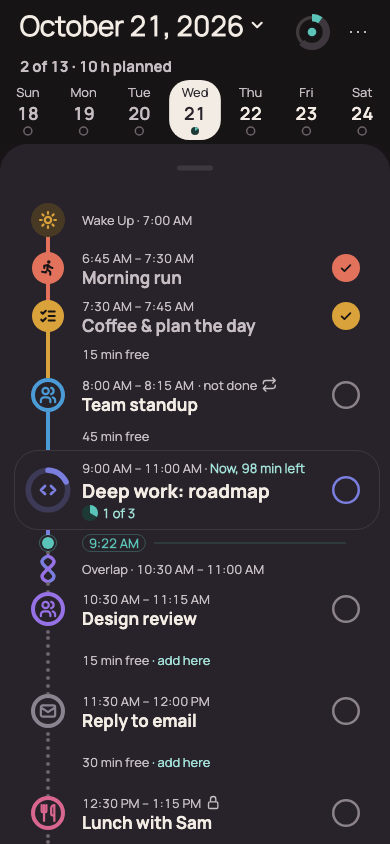 October 21, 2026
2 of 13 · 10 h planned
Sun Mon Tue Wed Thu Fri Sat
18 19 20 21 22 23 24
Wake Up · 7:00 AM
6:45 AM – 7:30 AM
Morning run
7:30 AM – 7:45 AM
Coffee & plan the day
15 min free
8:00 AM – 8:15 AM · not done
Team standup
45 min free
9:00 AM – 11:00 AM · Now, 98 min left
Deep work: roadmap
1 of 3
9:22 AM
Overlap · 10:30 AM – 11:00 AM
10:30 AM – 11:15 AM
Design review
15 min free · add here
11:30 AM – 12:00 PM
Reply to email
30 min free · add here
12:30 PM – 1:15 PM
Lunch with Sam